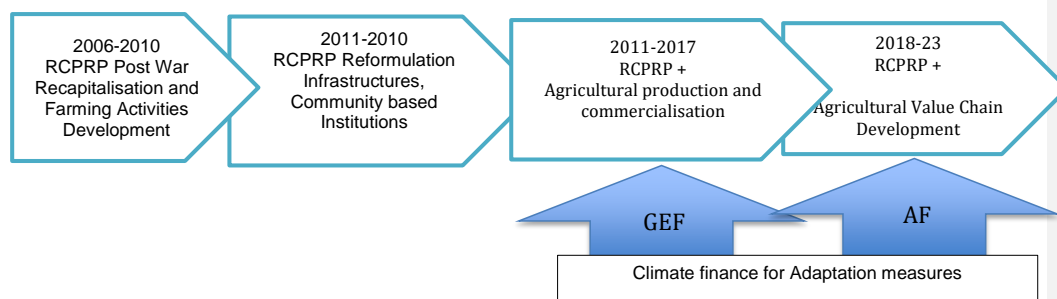 2006-2010
RCPRP Post War
Recapitalisation and
Farming Activities
Development
2011-2010
RCPRP Reformulation
Infrastructures,
Community based
Institutions
2011-2017
RCPRP +
Agricultural production and
commercialisation
2018-23
RCPRP +
Agricultural Value Chain
Development
GEF
AF
Climate finance for Adaptation measures